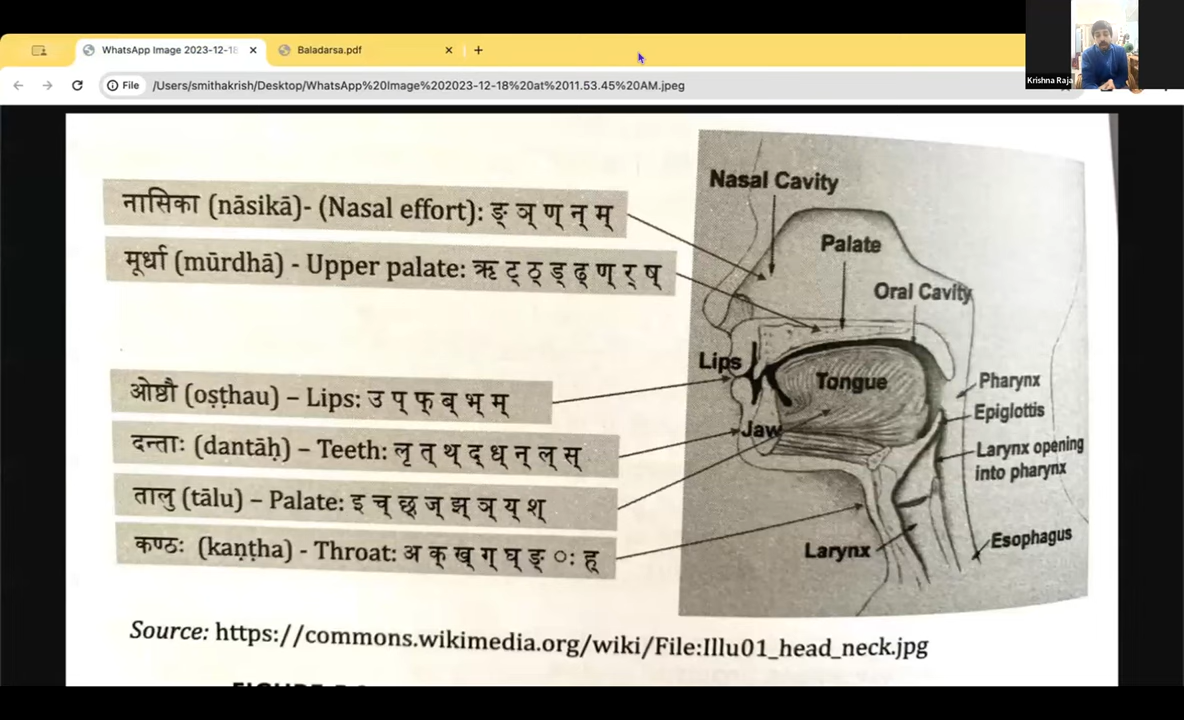 WhatsApp Image 2023-12-18
Baladarsa.pdf
Krishna Raja
File
/Users/smithakrish/Desktop/WhatsApp%20Image%202023-12-18%20at%2011.53.45%20AM.jpeg
नासिका (nāsikā)- (Nasal effort): ङ् ञ् ण् न् म्
मूर्धा (mūrdhā) - Upper palate: ऋ ट् ठ् ड् ढ् ण् र् ष्
ओष्ठौ (oṣṭhau) – Lips: उ प् फ् ब् भ् म्
दन्ताः (dantāḥ) – Teeth: लृ त् थ् द् ध् न् ल् स्
तालु (tālu) – Palate: इ च् छ् ज् झ् ञ् य् श्
कण्ठः (kaṇṭha) - Throat: अ क् ख् ग् घ् ङ् ः ह्
Nasal Cavity
Palate
Oral Cavity
Lips
Tongue
Pharynx
Jaw
Epiglottis
Larynx opening
into pharynx
Larynx
Esophagus
Source: https://commons.wikimedia.org/wiki/File:Illu01_head_neck.jpg